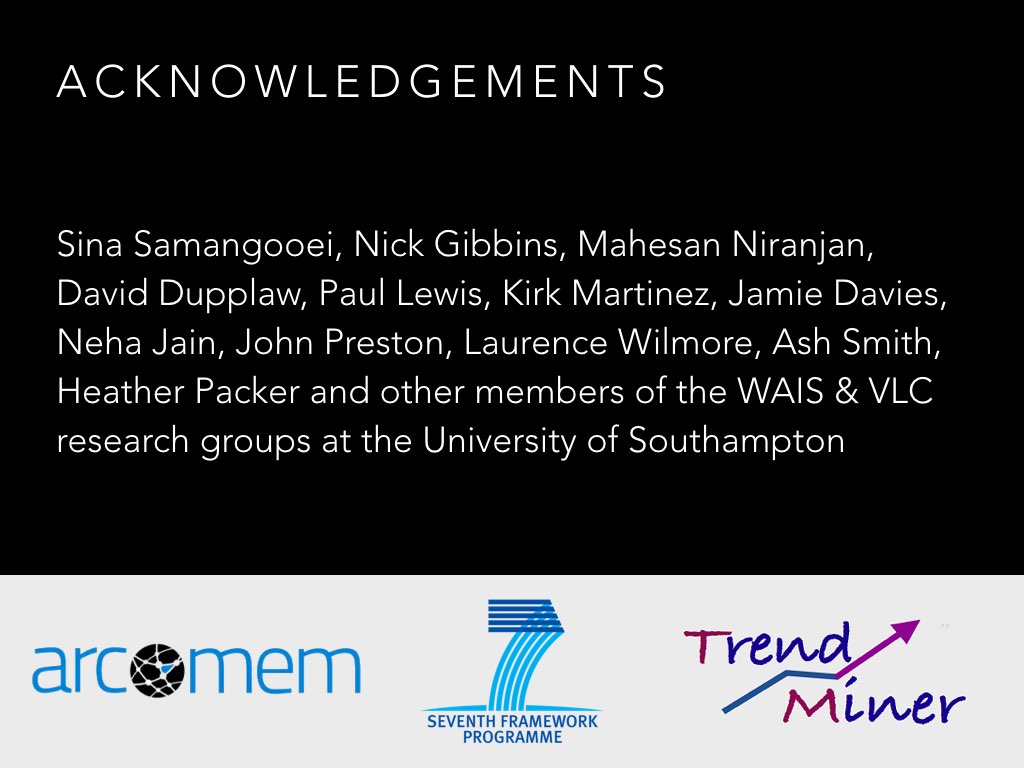 ACKNOWLEDGEMENTS
Sina Samangooei, Nick Gibbins, Mahesan Niranjan,
David Dupplaw, Paul Lewis, Kirk Martinez, Jamie Davies,
Neha Jain, John Preston, Laurence Wilmore, Ash Smith,
Heather Packer and other members of the WAIS & VLC
research groups at the University of Southampton
arcomem
7
SEVENTH FRAMEWORK
PROGRAMME
Trend
Miner
”